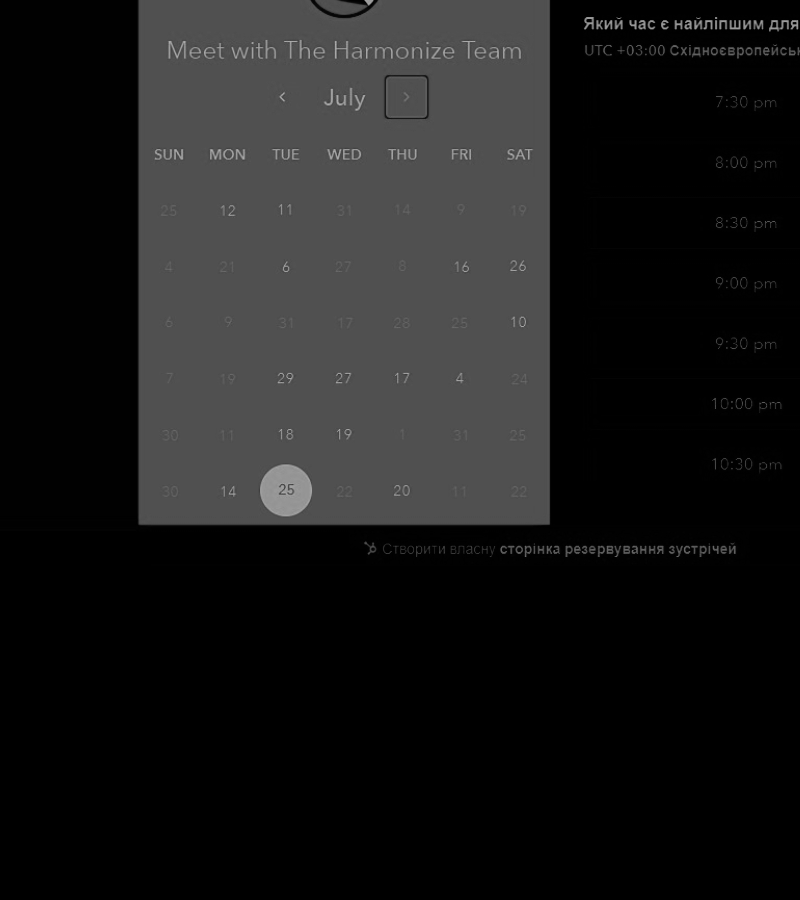 Meet with The Harmonize Team
July
SUN MON TUE WED THU FRI SAT
25 12 11 31 14 9 19
4 21 6 27 8 16 26
6 9 31 17 28 25 10
7 19 29 27 17 4 24
30 11 18 19 1 31 25
30 14 25 22 20 11 22
Який час є найліпшим для
UTC +03:00 Східноєвропейськ
7:30 pm
8:00 pm
8:30 pm
9:00 pm
9:30 pm
10:00 pm
10:30 pm
Створити власну сторінка резервування зустрічей